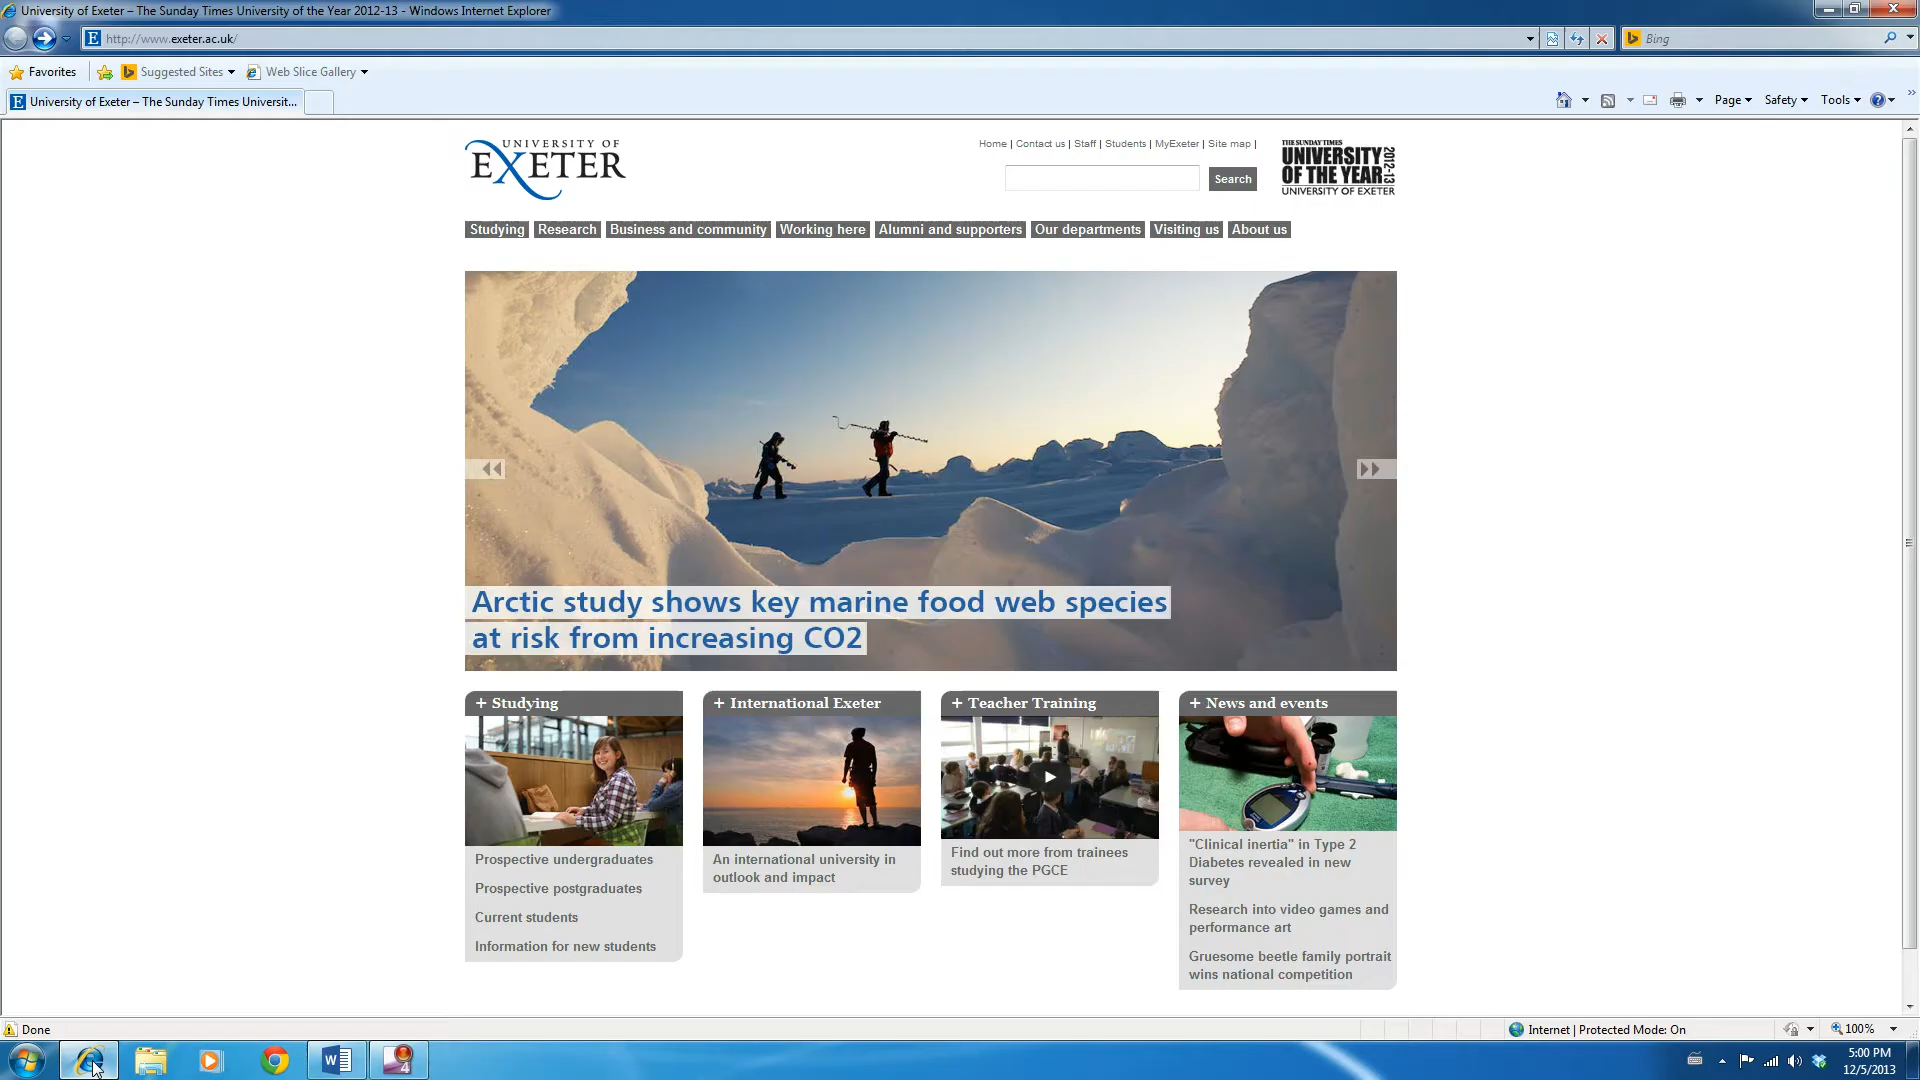 University of Exeter – The Sunday Times University of the Year 2012-13 - Windows Internet Explorer
http://www.exeter.ac.uk/
Bing
Favorites
Suggested Sites
Web Slice Gallery
University of Exeter – The Sunday Times Universit...
Page
Safety
Tools
UNIVERSITY OF
EXETER
Home | Contact us | Staff | Students | MyExeter | Site map |
Search
THE SUNDAY TIMES
UNIVERSITY
OF THE YEAR
2012-13
UNIVERSITY OF EXETER
Studying
Research
Business and community
Working here
Alumni and supporters
Our departments
Visiting us
About us
Arctic study shows key marine food web species
at risk from increasing CO2
+ Studying
Prospective undergraduates
Prospective postgraduates
Current students
Information for new students
+ International Exeter
An international university in
outlook and impact
+ Teacher Training
Find out more from trainees
studying the PGCE
+ News and events
"Clinical inertia" in Type 2
Diabetes revealed in new
survey
Research into video games and
performance art
Gruesome beetle family portrait
wins national competition
Done
Internet | Protected Mode: On
100%
5:00 PM
12/5/2013